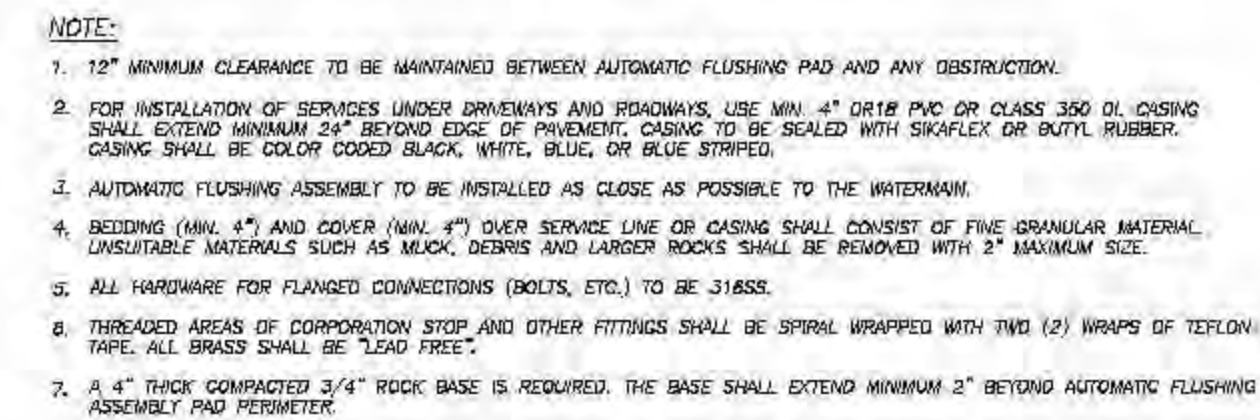 NOTE:
1. 12" MINIMUM CLEARANCE TO BE MAINTAINED BETWEEN AUTOMATIC FLUSHING PAD AND ANY OBSTRUCTION.
2. FOR INSTALLATION OF SERVICES UNDER DRIVEWAYS AND ROADWAYS, USE MIN. 4" DR18 PVC OR CLASS 350 DI. CASING
SHALL EXTEND MINIMUM 24" BEYOND EDGE OF PAVEMENT. CASING TO BE SEALED WITH SIKAFLEX OR BUTYL RUBBER.
CASING SHALL BE COLOR CODED BLACK, WHITE, BLUE, OR BLUE STRIPED.
3. AUTOMATIC FLUSHING ASSEMBLY TO BE INSTALLED AS CLOSE AS POSSIBLE TO THE WATERMAIN.
4. BEDDING (MIN. 4") AND COVER (MIN. 4") OVER SERVICE LINE OR CASING SHALL CONSIST OF FINE GRANULAR MATERIAL.
UNSUITABLE MATERIALS SUCH AS MUCK, DEBRIS AND LARGER ROCKS SHALL BE REMOVED WITH 2" MAXIMUM SIZE.
5. ALL HARDWARE FOR FLANGED CONNECTIONS (BOLTS, ETC.) TO BE 316SS.
6. THREADED AREAS OF CORPORATION STOP AND OTHER FITTINGS SHALL BE SPIRAL WRAPPED WITH TWO (2) WRAPS OF TEFLON
TAPE. ALL BRASS SHALL BE "LEAD FREE".
7. A 4" THICK COMPACTED 3/4" ROCK BASE IS REQUIRED. THE BASE SHALL EXTEND MINIMUM 2" BEYOND AUTOMATIC FLUSHING
ASSEMBLY PAD PERIMETER.